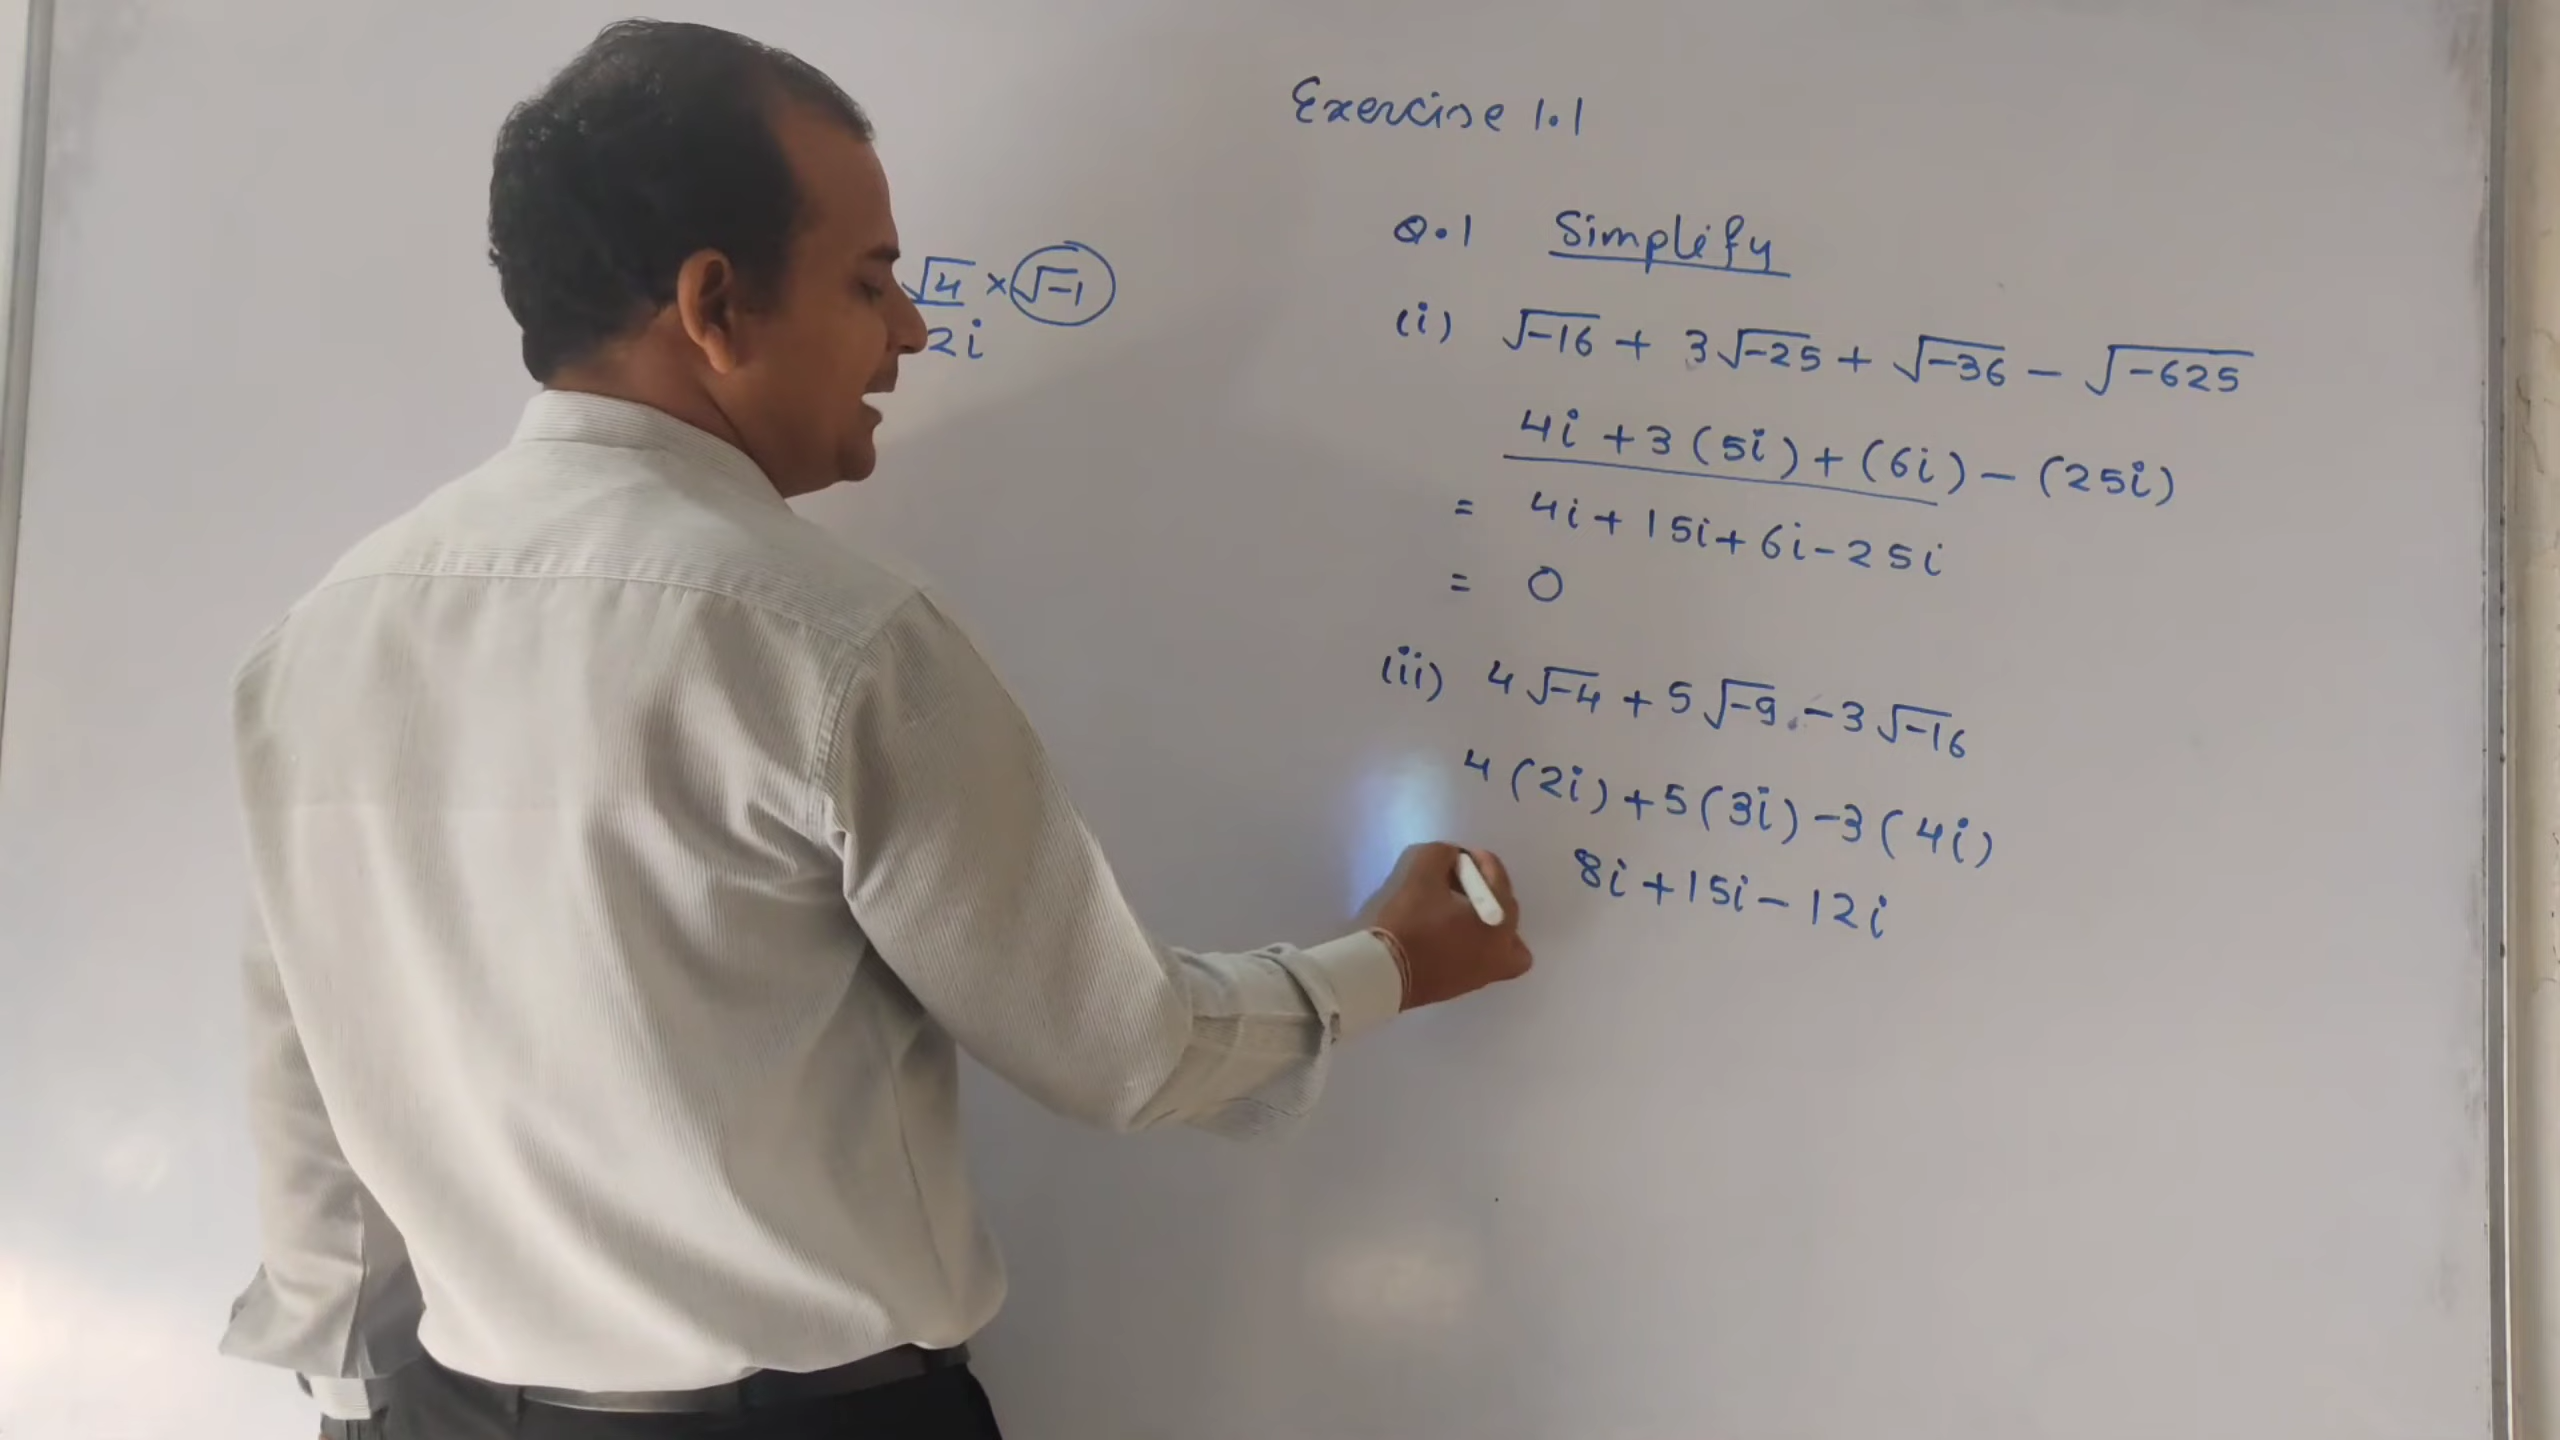 Exercise 1.1
Q.1 Simplify
√4 × √-1
2i
(i) √-16 + 3√-25 + √-36 - √-625
4i + 3(5i) + (6i) - (25i)
= 4i + 15i + 6i - 25i
= 0
(ii) 4√-4 + 5√-9 - 3√-16
4(2i) + 5(3i) - 3(4i)
8i + 15i - 12i